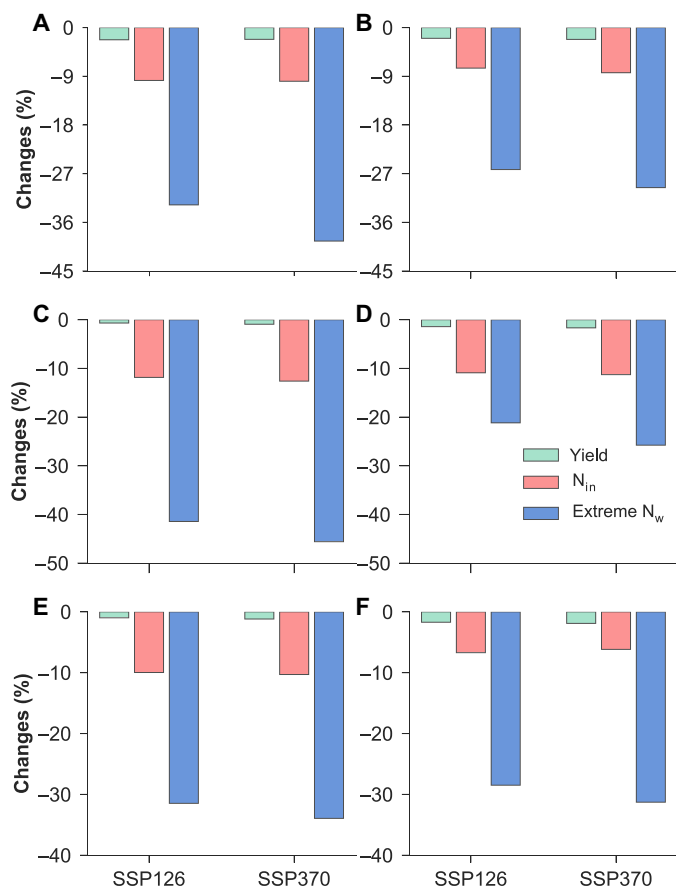 A
B
Changes (%)
0
–9
–18
–27
–36
–45
0
–9
–18
–27
–36
–45
C
D
Changes (%)
0
–10
–20
–30
–40
–50
0
–10
–20
–30
–40
–50
Yield
N_in
Extreme N_w
E
F
Changes (%)
0
–10
–20
–30
–40
0
–10
–20
–30
–40
SSP126 SSP370 SSP126 SSP370